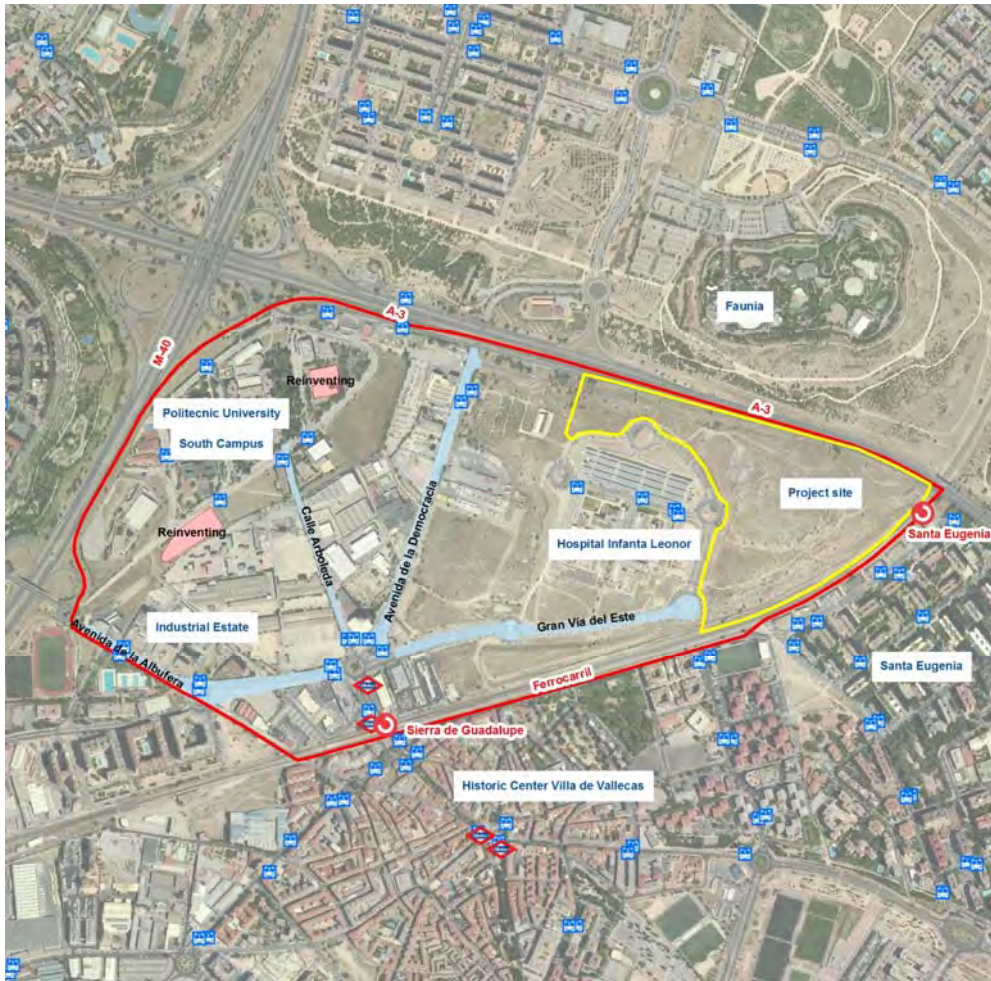 Faunia
A-3
M-40
Reinventing
Politecnic University
A-3
South Campus
Project site
Calle Arboleda
Avenida de la Democracia
Reinventing
Santa Eugenia
Hospital Infanta Leonor
Gran Vía del Este
Industrial Estate
Avenida de la Albufera
Santa Eugenia
Ferrocarril
Sierra de Guadalupe
Historic Center Villa de Vallecas